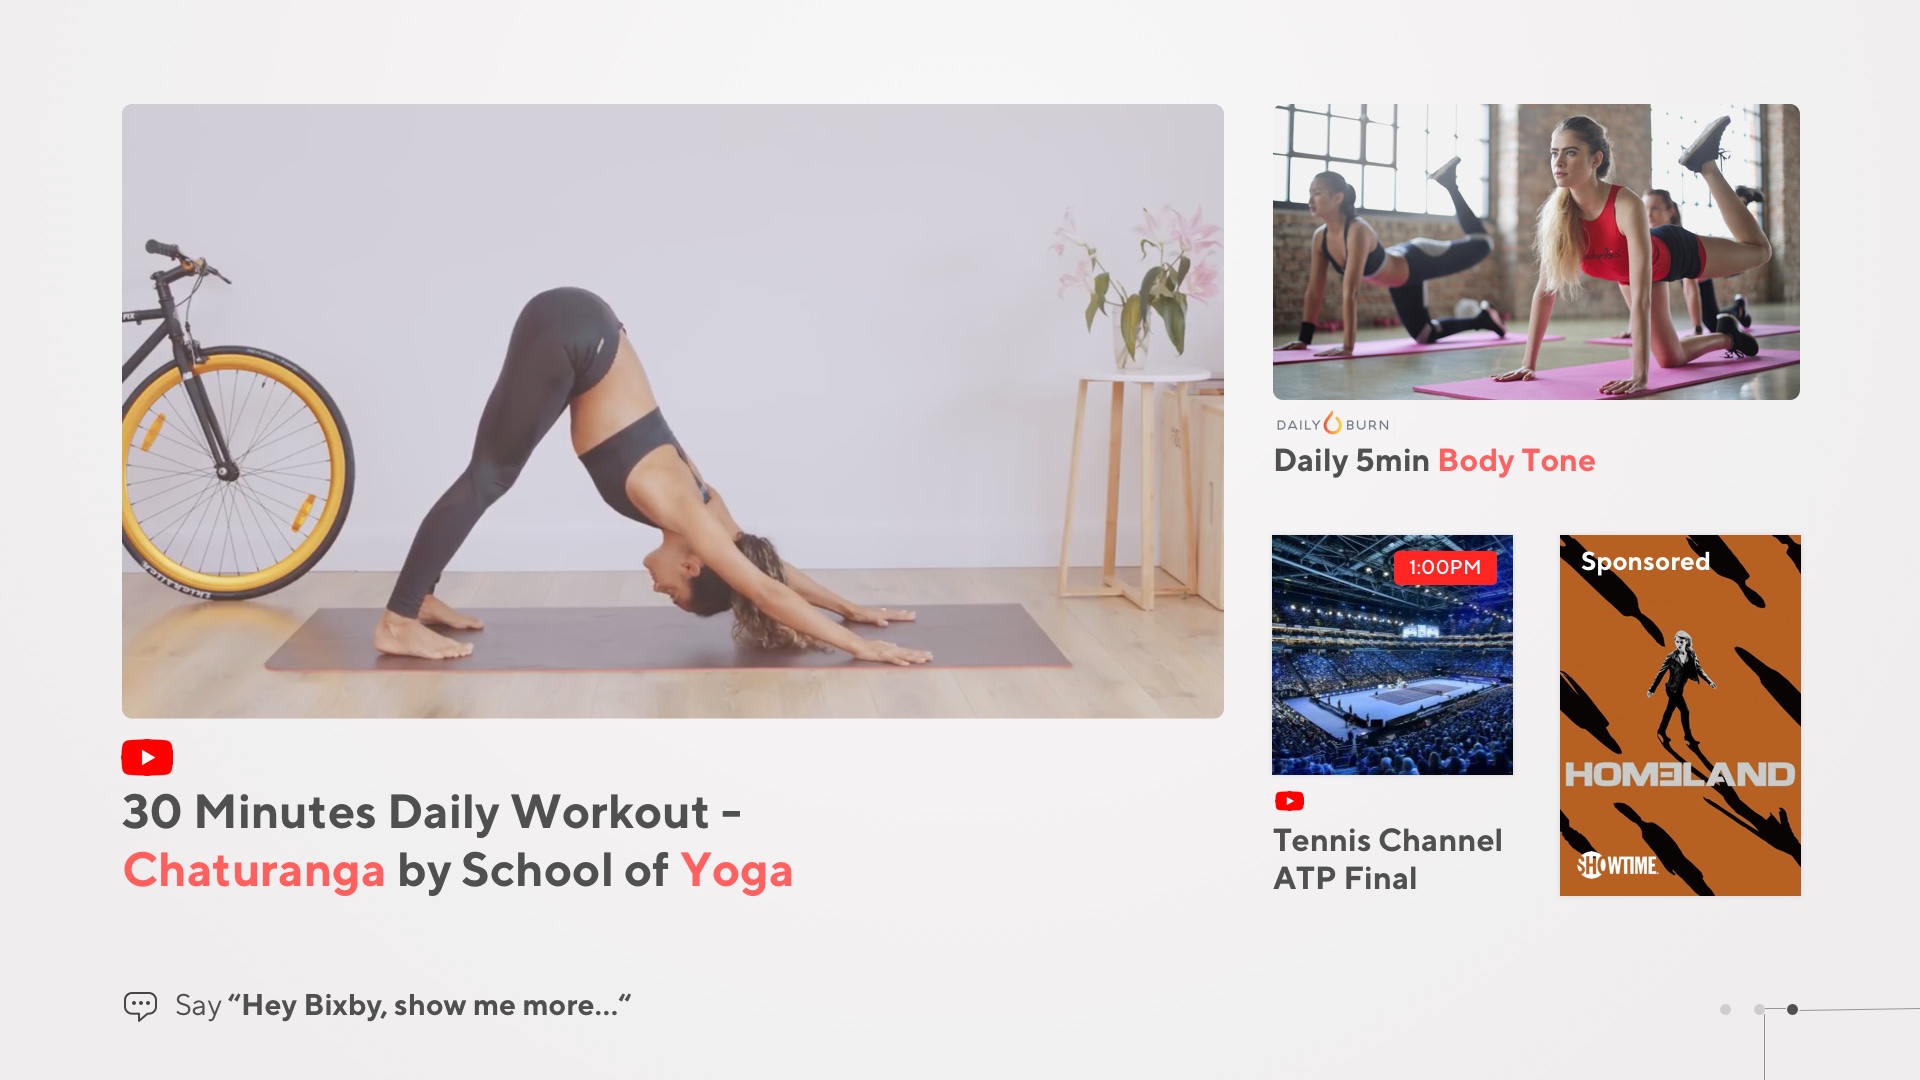 30 Minutes Daily Workout -
Chaturanga by School of Yoga
DAILY BURN
Daily 5min Body Tone
1:00PM
Tennis Channel
ATP Final
Sponsored
HOMELAND
SHOWTIME
Say “Hey Bixby, show me more...“